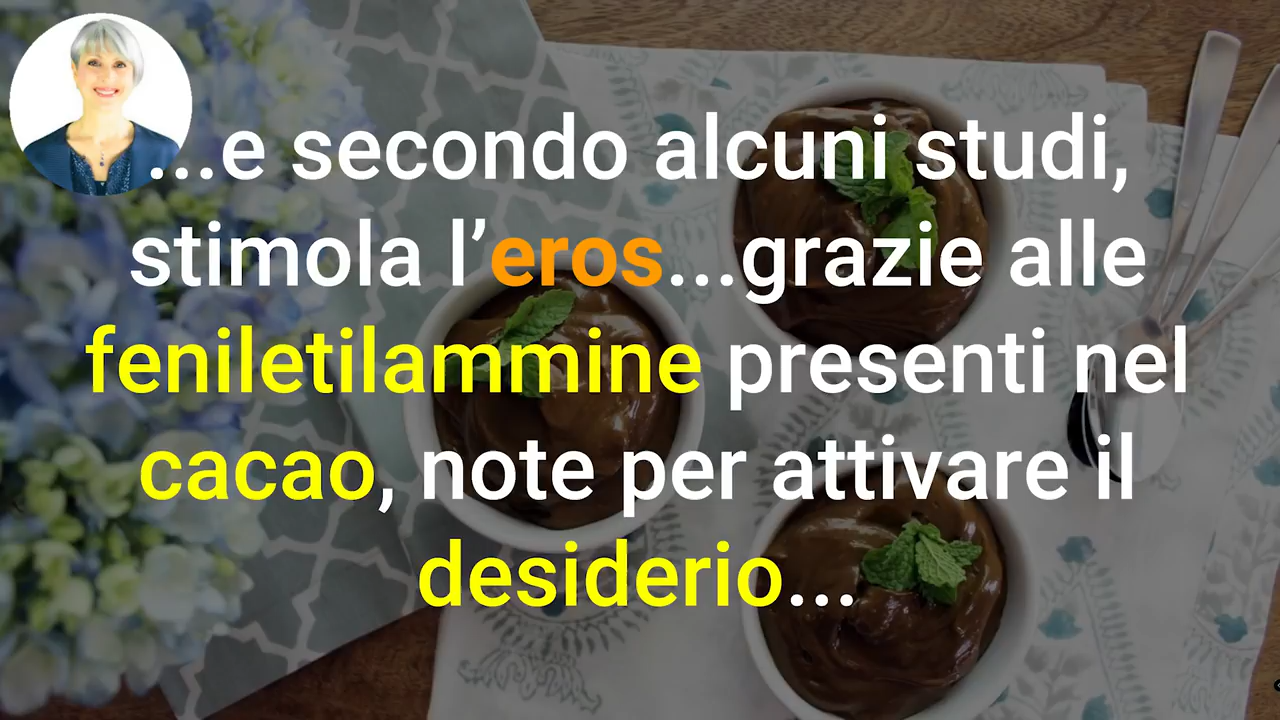 ...e secondo alcuni studi,
stimola l’eros...grazie alle
feniletilammine presenti nel
cacao, note per attivare il
desiderio...